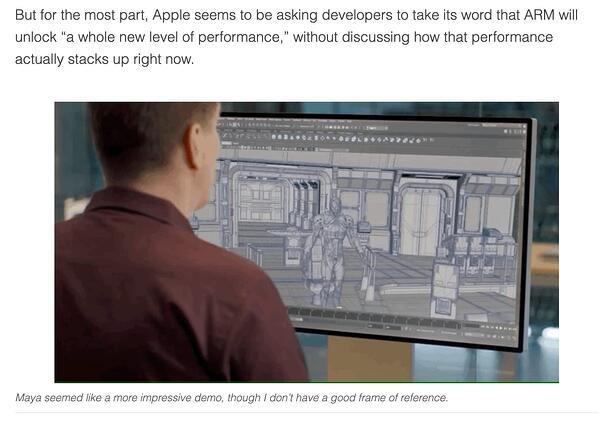 But for the most part, Apple seems to be asking developers to take its word that ARM will
unlock “a whole new level of performance,” without discussing how that performance
actually stacks up right now.
Maya seemed like a more impressive demo, though I don’t have a good frame of reference.